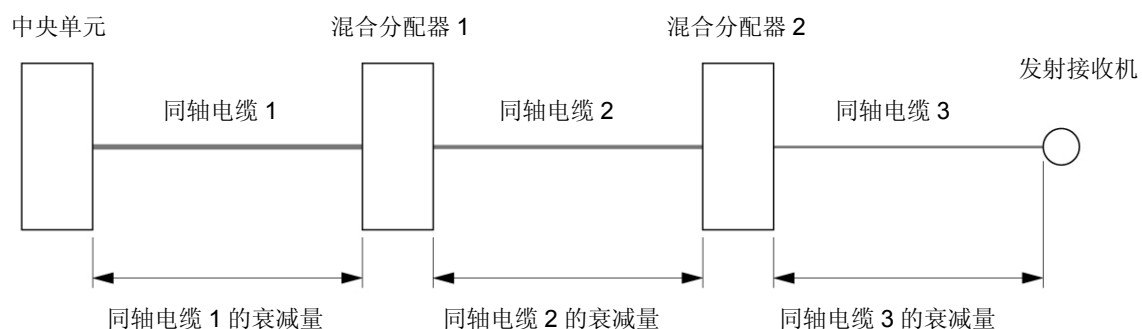 中央单元
混合分配器 1
混合分配器 2
发射接收机
同轴电缆 1
同轴电缆 2
同轴电缆 3
同轴电缆 1 的衰减量
同轴电缆 2 的衰减量
同轴电缆 3 的衰减量